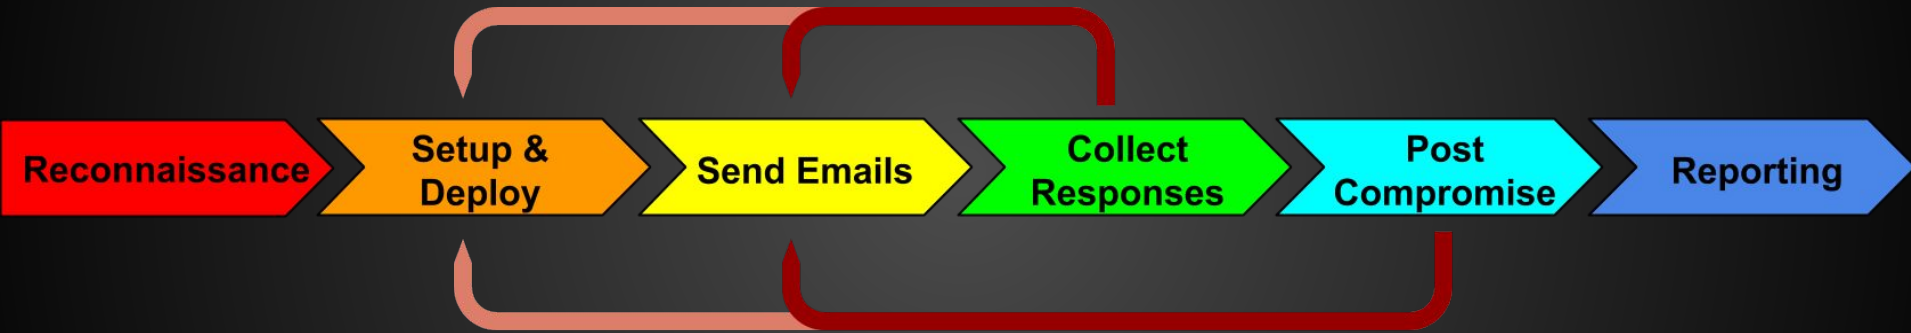 Reconnaissance
Setup &
Deploy
Send Emails
Collect
Responses
Post
Compromise
Reporting